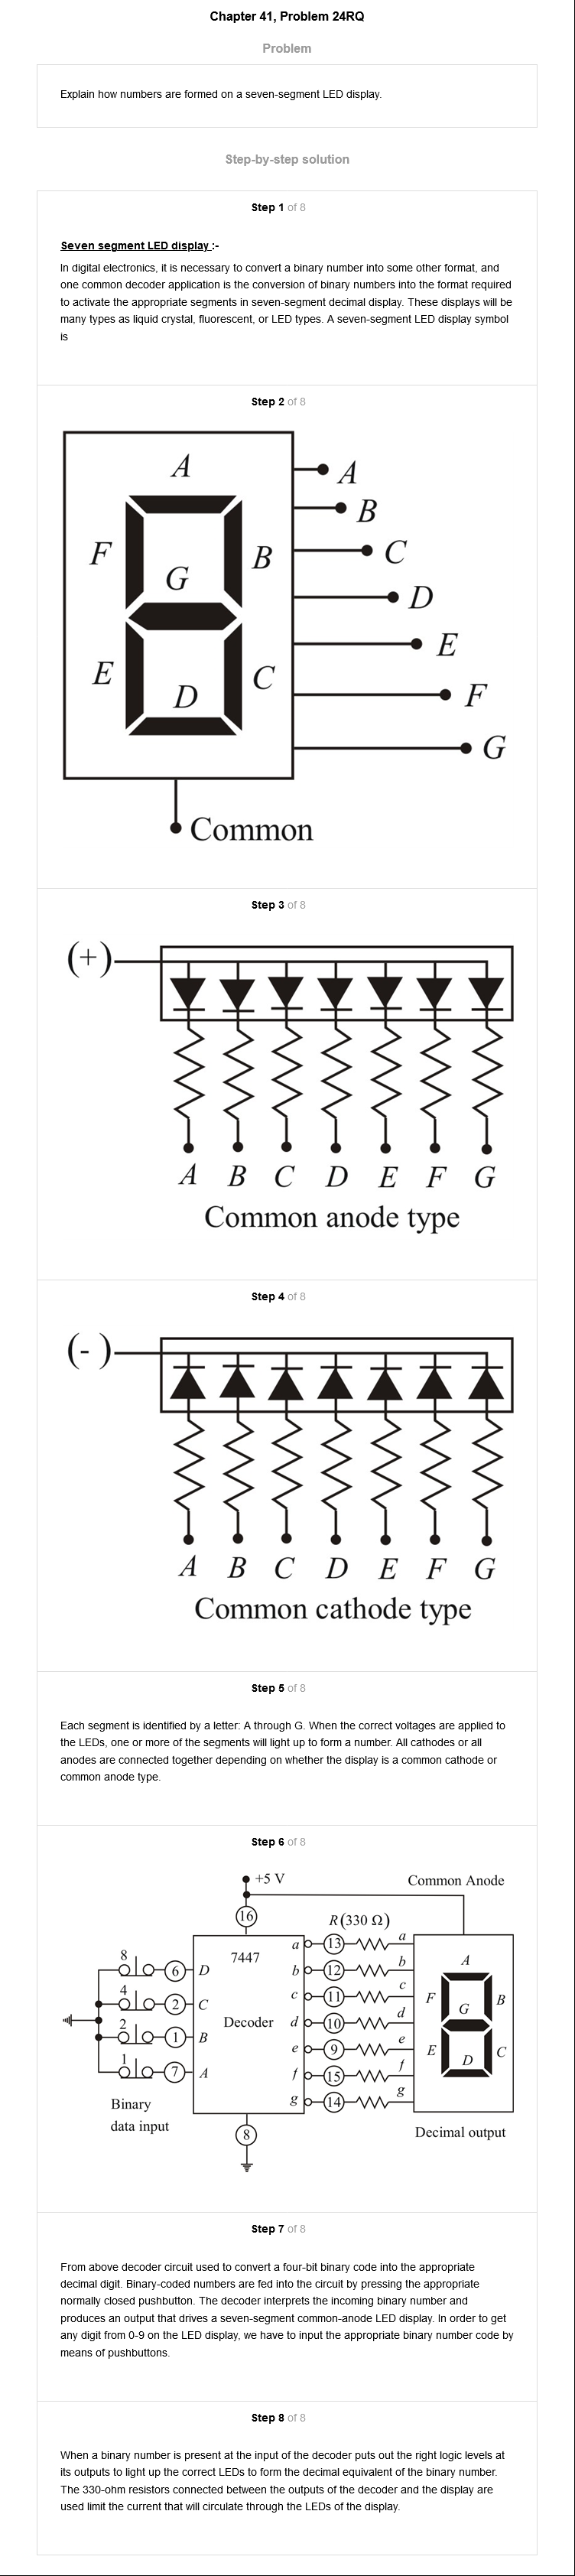 Chapter 41, Problem 24RQ
Problem
Explain how numbers are formed on a seven-segment LED display.
Step-by-step solution
Step 1 of 8
Seven segment LED display :-
In digital electronics, it is necessary to convert a binary number into some other format, and
one common decoder application is the conversion of binary numbers into the format required
to activate the appropriate segments in seven-segment decimal display. These displays will be
many types as liquid crystal, fluorescent, or LED types. A seven-segment LED display symbol
is
Step 2 of 8
A
F
B
G
E
C
D
A
B
C
D
E
F
G
Common
Step 3 of 8
(+)
A B C D E F G
Common anode type
Step 4 of 8
(- )
A B C D E F G
Common cathode type
Step 5 of 8
Each segment is identified by a letter: A through G. When the correct voltages are applied to
the LEDs, one or more of the segments will light up to form a number. All cathodes or all
anodes are connected together depending on whether the display is a common cathode or
common anode type.
Step 6 of 8
+5 V
Common Anode
16
R(330 Ω)
7447
Decoder
8 6 D
4 2 C
2 1 B
1 7 A
Binary
data input
a 13 a
b 12 b
c 11 c
d 10 d
e 9 e
f 15 f
g 14 g
8
A
F
B
G
E
C
D
Decimal output
Step 7 of 8
From above decoder circuit used to convert a four-bit binary code into the appropriate
decimal digit. Binary-coded numbers are fed into the circuit by pressing the appropriate
normally closed pushbutton. The decoder interprets the incoming binary number and
produces an output that drives a seven-segment common-anode LED display. In order to get
any digit from 0-9 on the LED display, we have to input the appropriate binary number code by
means of pushbuttons.
Step 8 of 8
When a binary number is present at the input of the decoder puts out the right logic levels at
its outputs to light up the correct LEDs to form the decimal equivalent of the binary number.
The 330-ohm resistors connected between the outputs of the decoder and the display are
used limit the current that will circulate through the LEDs of the display.